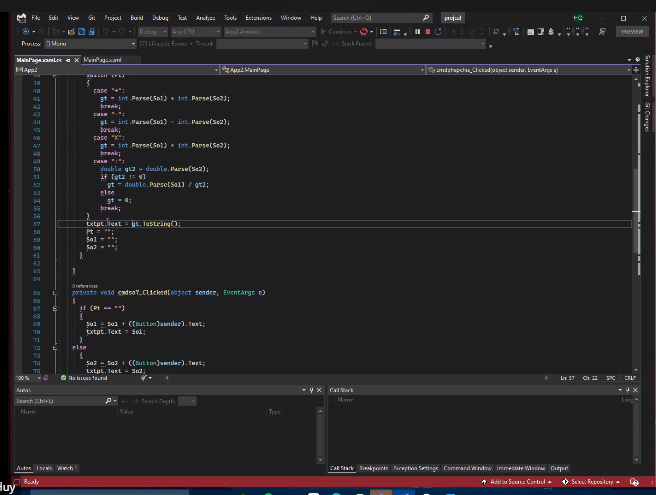 File Edit View Git Project Build Debug Test Analyze Tools Extensions Window Help Search (Ctrl+Q) projcal HQ
Debug Any CPU App2.Android Continue PREVIEW
Process: Mono Lifecycle Events Thread: Stack Frame:
MainPage.xaml.cs MainPage.xaml
App2 App2.MainPage cmdphepchia_Clicked(object sender, EventArgs e)
Solution Explorer
Git Changes
38 switch (Pt)
39 {
40 case "+":
41 gt = int.Parse(So1) + int.Parse(So2);
42 break;
43 case "-":
44 gt = int.Parse(So1) - int.Parse(So2);
45 break;
46 case "X":
47 gt = int.Parse(So1) * int.Parse(So2);
48 break;
49 case ":":
50 double gt2 = double.Parse(So2);
51 if (gt2 != 0)
52 gt = double.Parse(So1) / gt2;
53 else
54 gt = 0;
55 break;
56 }
57 txtpt.Text = gt.ToString();
58 Pt = "";
59 So1 = "";
60 So2 = "";
61 }
62
63 }
64
0 references
65 private void cmdso7_Clicked(object sender, EventArgs e)
66 {
67 if (Pt == "")
68 {
69 So1 = So1 + ((Button)sender).Text;
70 txtpt.Text = So1;
71 }
72 else
73 {
74 So2 = So2 + ((Button)sender).Text;
75 txtpt.Text = So2;
100 % No issues found Ln: 57 Ch: 22 SPC CRLF
Autos
Search (Ctrl+E) Search Depth:
Name Value Type
Call Stack
Name Lang
Autos Locals Watch 1
Call Stack Breakpoints Exception Settings Command Window Immediate Window Output
Ready Add to Source Control Select Repository
Huy